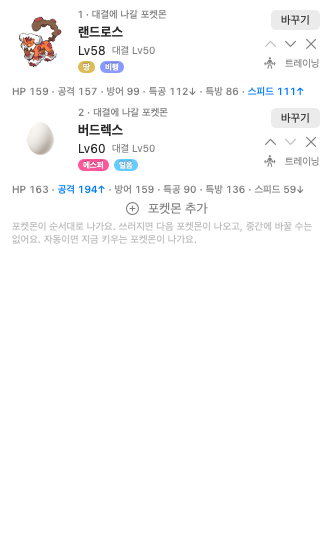 1 · 대결에 나갈 포켓몬
바꾸기
랜드로스
Lv58 대결 Lv50
땅 비행
트레이닝
HP 159 · 공격 157 · 방어 99 · 특공 112↓ · 특방 86 · 스피드 111↑
2 · 대결에 나갈 포켓몬
바꾸기
버드렉스
Lv60 대결 Lv50
에스퍼 얼음
트레이닝
HP 163 · 공격 194↑ · 방어 159 · 특공 90 · 특방 136 · 스피드 59↓
포켓몬 추가
포켓몬이 순서대로 나가요. 쓰러지면 다음 포켓몬이 나오고, 중간에 바꿀 수는
없어요. 자동이면 지금 키우는 포켓몬이 나가요.